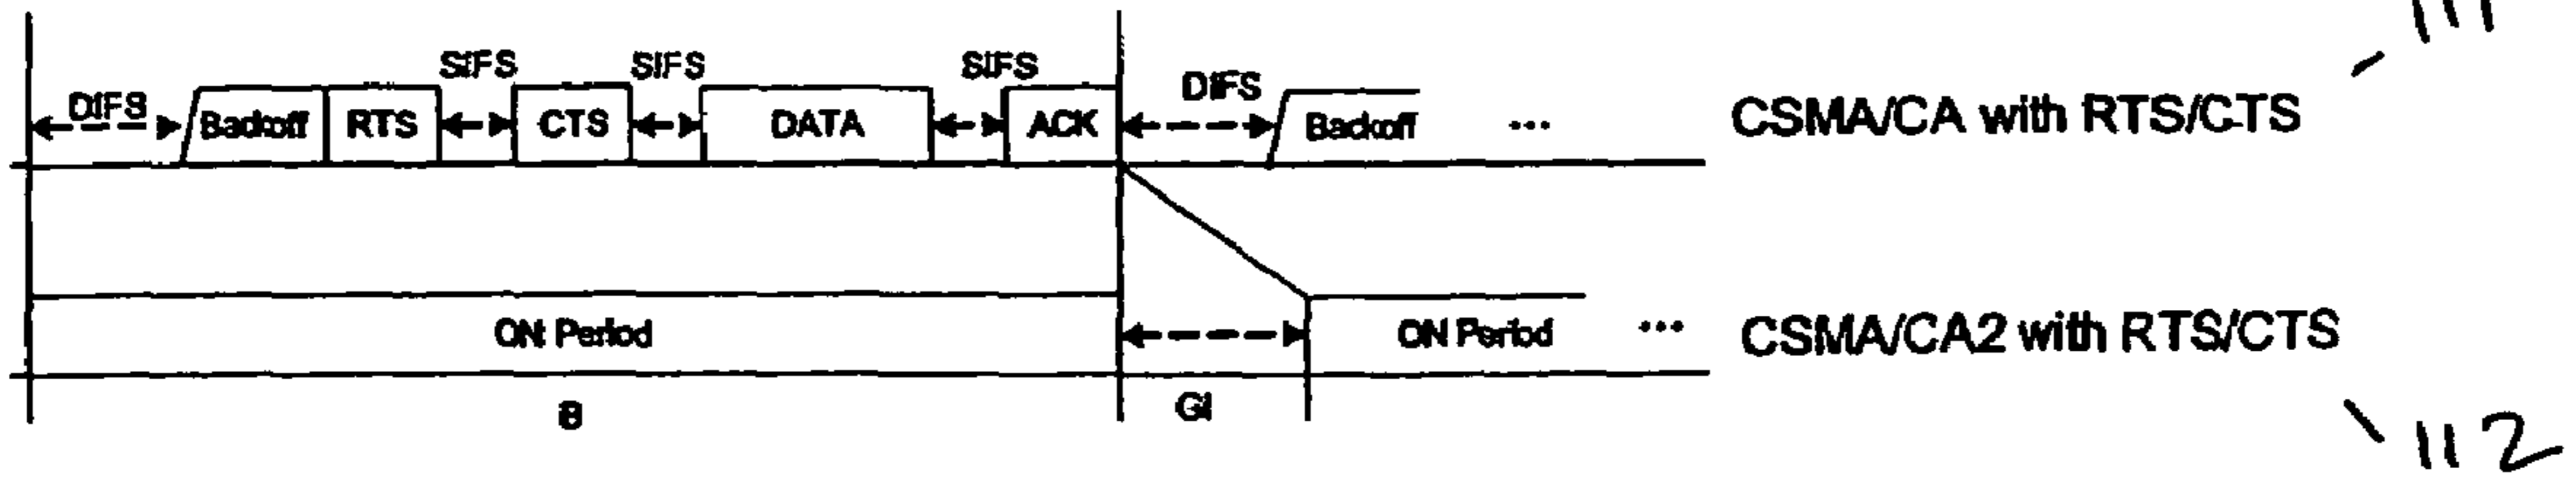 111
SIFS SIFS SIFS
DIFS Backoff RTS CTS DATA ACK DIFS Backoff ... CSMA/CA with RTS/CTS
ON Period ON Period ... CSMA/CA2 with RTS/CTS
B GI
112